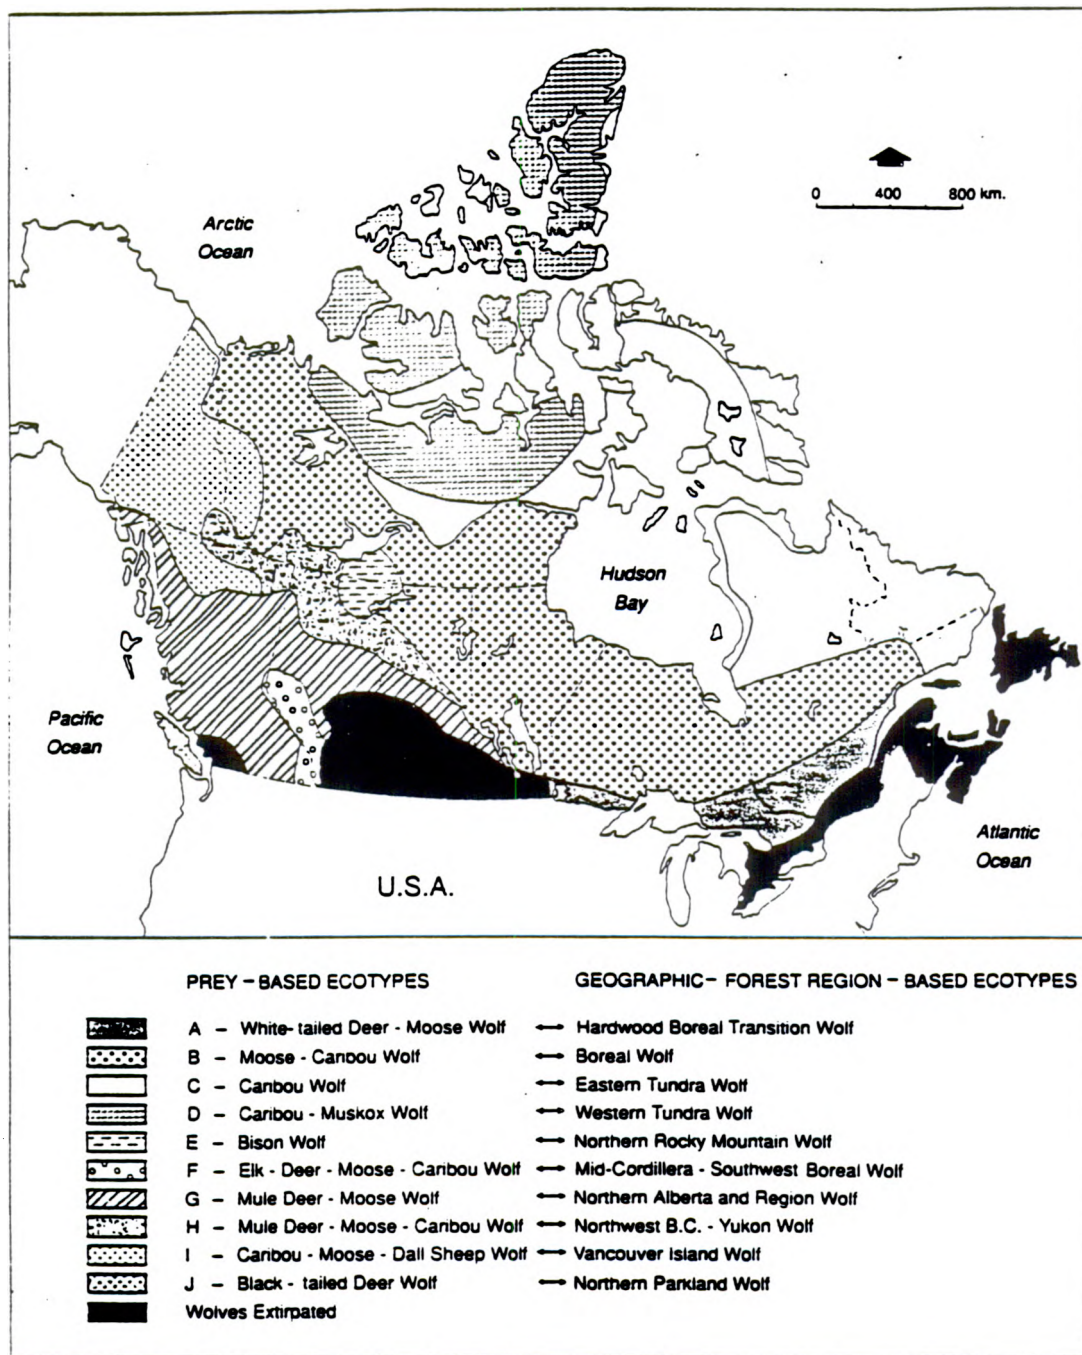 Arctic
Ocean
0 400 800 km.
Hudson
Bay
Pacific
Ocean
Atlantic
Ocean
U.S.A.
PREY - BASED ECOTYPES GEOGRAPHIC - FOREST REGION - BASED ECOTYPES
A - White-tailed Deer - Moose Wolf ↔ Hardwood Boreal Transition Wolf
B - Moose - Caribou Wolf ↔ Boreal Wolf
C - Caribou Wolf ↔ Eastern Tundra Wolf
D - Caribou - Muskox Wolf ↔ Western Tundra Wolf
E - Bison Wolf ↔ Northern Rocky Mountain Wolf
F - Elk - Deer - Moose - Caribou Wolf ↔ Mid-Cordillera - Southwest Boreal Wolf
G - Mule Deer - Moose Wolf ↔ Northern Alberta and Region Wolf
H - Mule Deer - Moose - Caribou Wolf ↔ Northwest B.C. - Yukon Wolf
I - Caribou - Moose - Dall Sheep Wolf ↔ Vancouver Island Wolf
J - Black - tailed Deer Wolf ↔ Northern Parkland Wolf
Wolves Extirpated